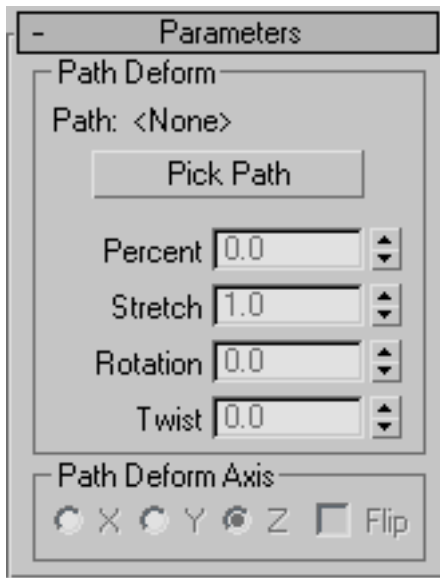 - Parameters
Path Deform
Path: <None>
Pick Path
Percent 0.0
Stretch 1.0
Rotation 0.0
Twist 0.0
Path Deform Axis
X Y Z Flip